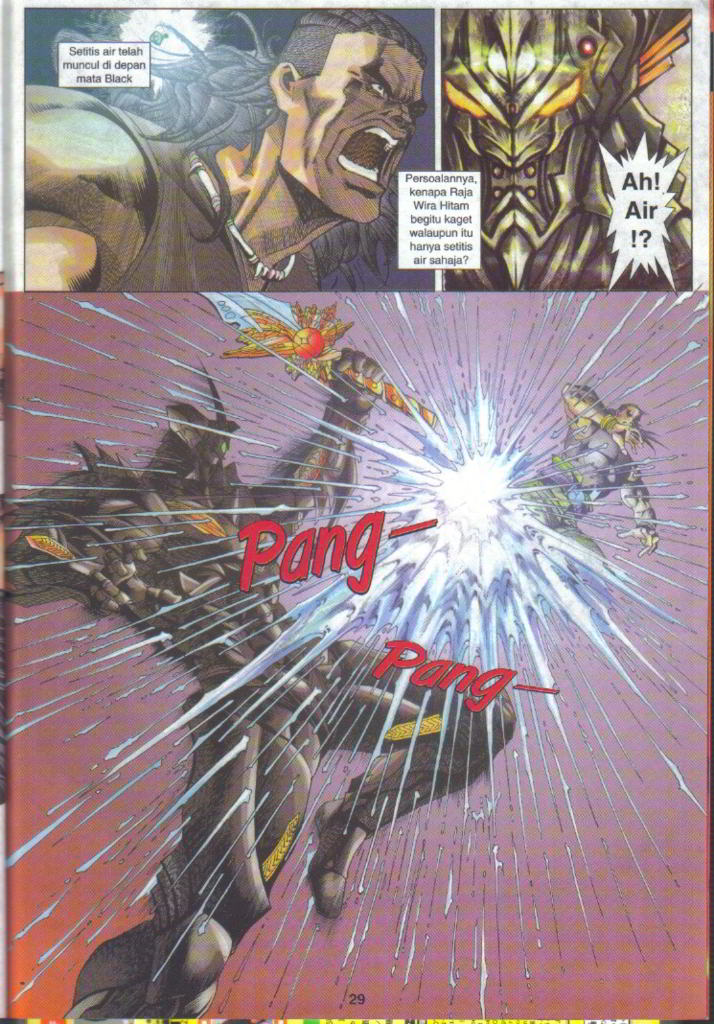 Setitis air telah
muncul di depan
mata Black
Persoalannya,
kenapa Raja
Wira Hitam
begitu kaget
walaupun itu
hanya setitis
air sahaja?
Ah!
Air
!?
Pang—
Pang—
29